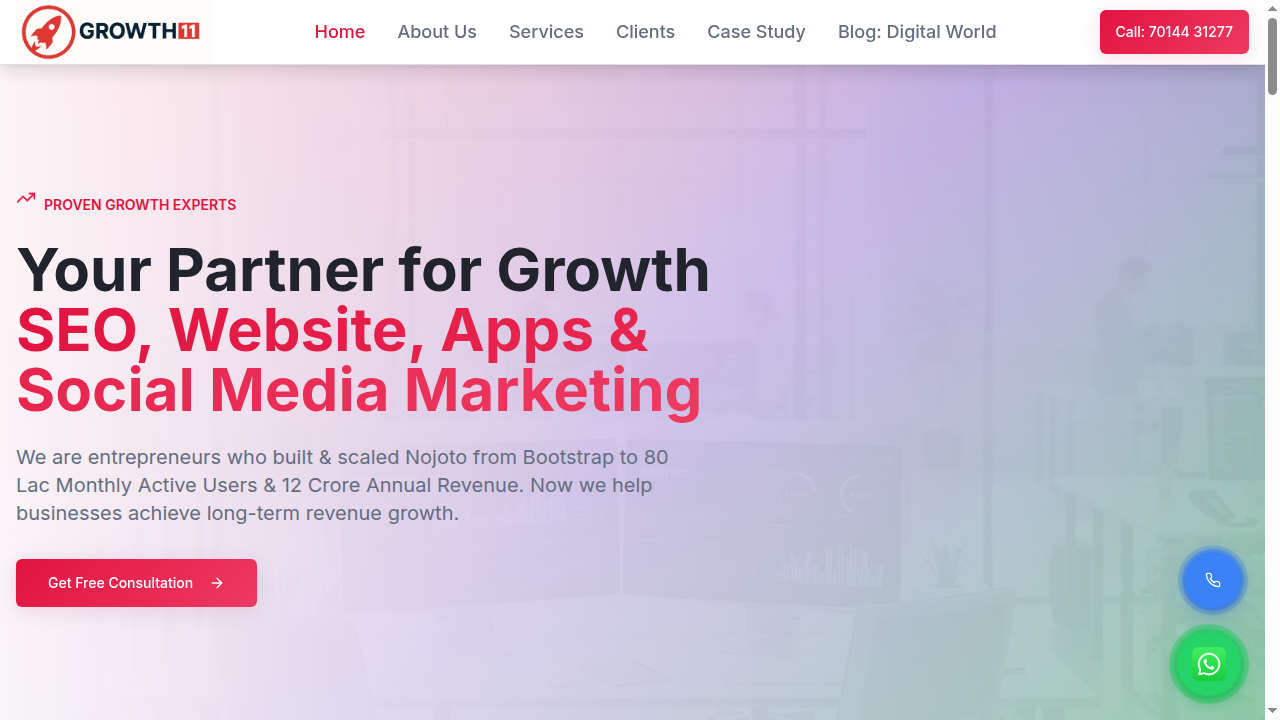 GROWTH11
Home
About Us
Services
Clients
Case Study
Blog: Digital World
Call: 70144 31277
PROVEN GROWTH EXPERTS
Your Partner for Growth
SEO, Website, Apps &
Social Media Marketing
We are entrepreneurs who built & scaled Nojoto from Bootstrap to 80
Lac Monthly Active Users & 12 Crore Annual Revenue. Now we help
businesses achieve long-term revenue growth.
Get Free Consultation